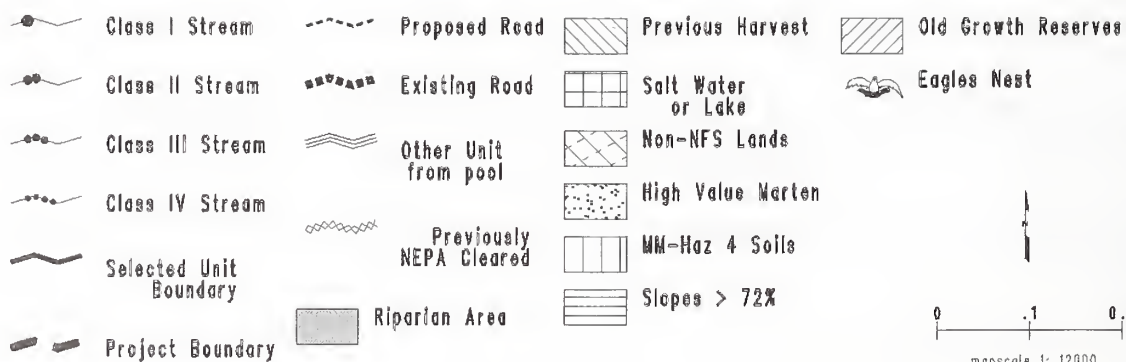 Class I Stream
Class II Stream
Class III Stream
Class IV Stream
Selected Unit
Boundary
Project Boundary
Proposed Road
Existing Road
Other Unit
from pool
Previously
NEPA Cleared
Riparian Area
Previous Harvest
Salt Water
or Lake
Non-NFS Lands
High Value Marten
MM-Haz 4 Soils
Slopes > 72%
Old Growth Reserves
Eagles Nest
0 .1 0.
mapscale 1: 12000